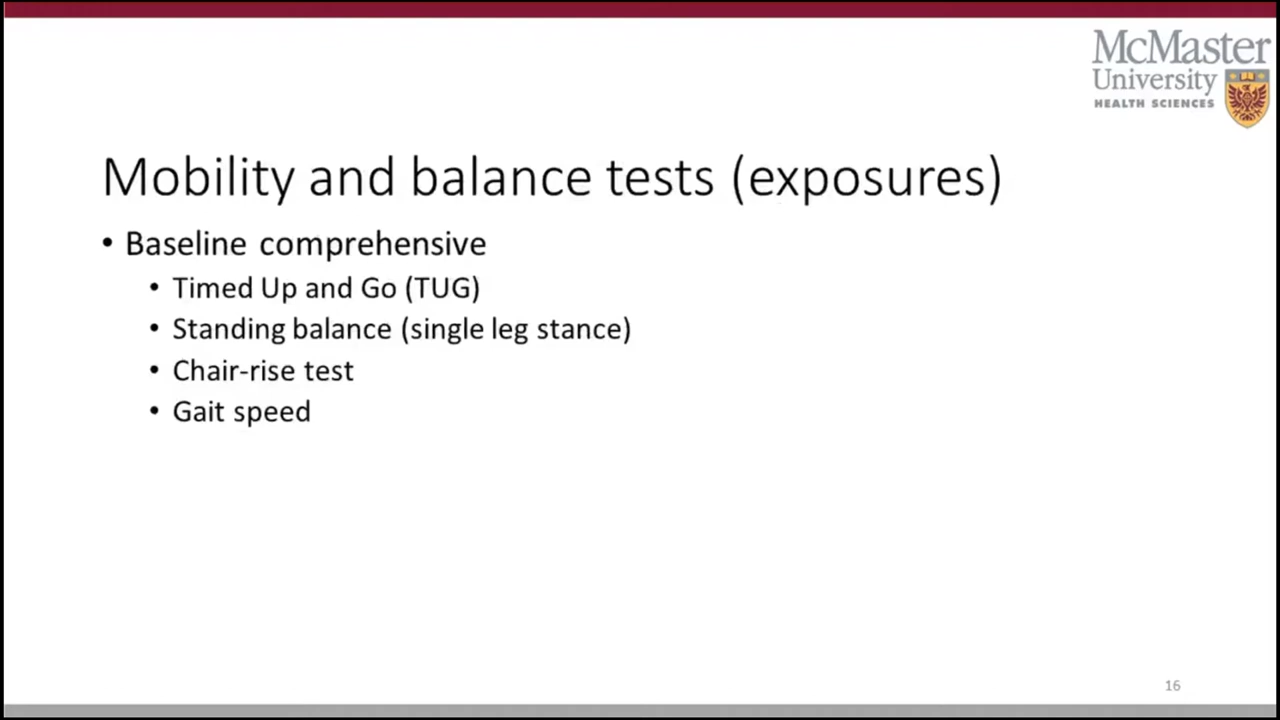 McMaster
University
HEALTH SCIENCES
Mobility and balance tests (exposures)
• Baseline comprehensive
• Timed Up and Go (TUG)
• Standing balance (single leg stance)
• Chair-rise test
• Gait speed
16